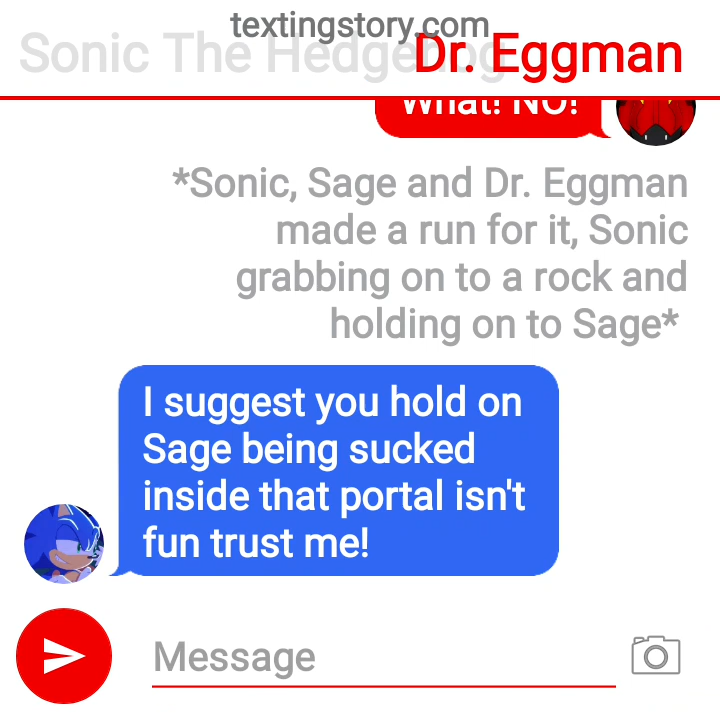 textingstory.com
Sonic The Hedgehog
Dr. Eggman
What! NO!
*Sonic, Sage and Dr. Eggman
made a run for it, Sonic
grabbing on to a rock and
holding on to Sage*
I suggest you hold on
Sage being sucked
inside that portal isn't
fun trust me!
Message